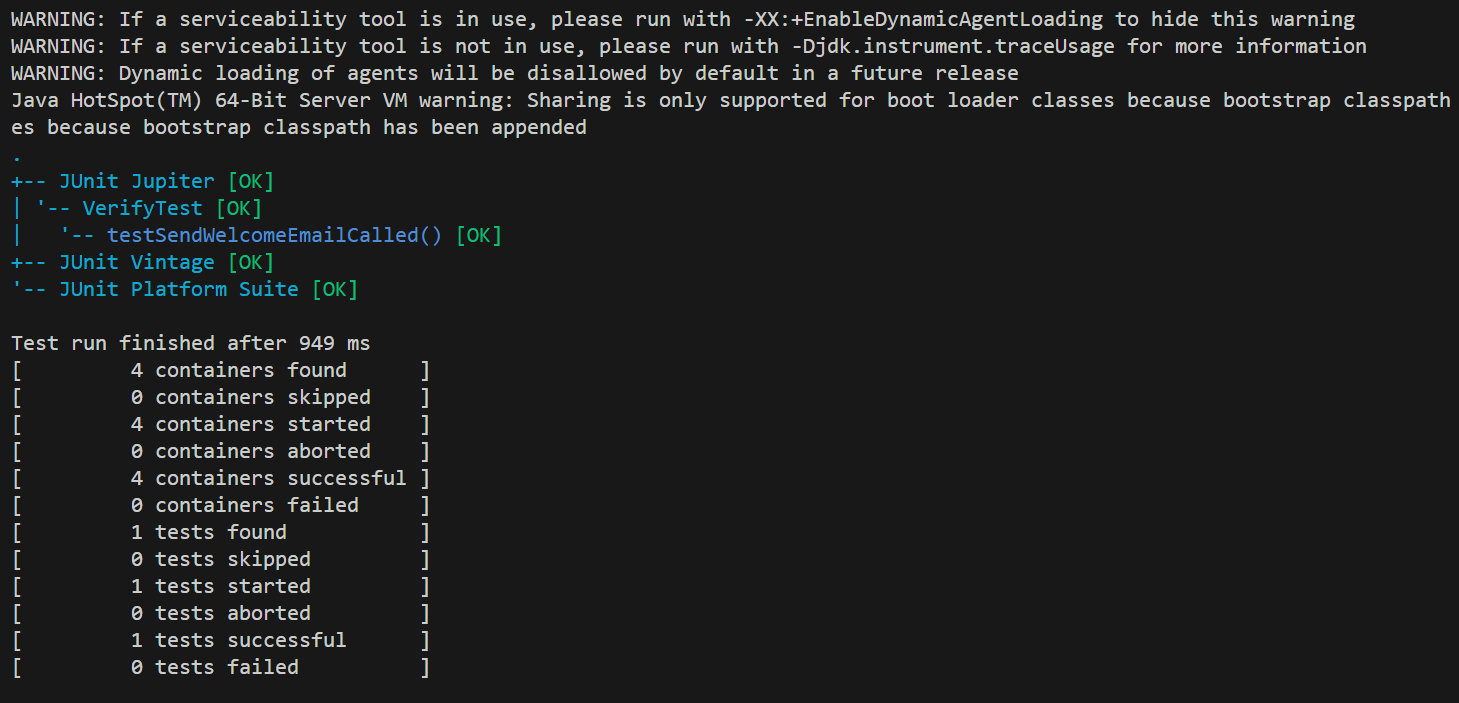 WARNING: If a serviceability tool is in use, please run with -XX:+EnableDynamicAgentLoading to hide this warning
WARNING: If a serviceability tool is not in use, please run with -Djdk.instrument.traceUsage for more information
WARNING: Dynamic loading of agents will be disallowed by default in a future release
Java HotSpot(TM) 64-Bit Server VM warning: Sharing is only supported for boot loader classes because bootstrap classpath
es because bootstrap classpath has been appended
.
+-- JUnit Jupiter [OK]
| '-- VerifyTest [OK]
|   '-- testSendWelcomeEmailCalled() [OK]
+-- JUnit Vintage [OK]
'-- JUnit Platform Suite [OK]
Test run finished after 949 ms
[         4 containers found      ]
[         0 containers skipped    ]
[         4 containers started    ]
[         0 containers aborted    ]
[         4 containers successful ]
[         0 containers failed     ]
[         1 tests found           ]
[         0 tests skipped         ]
[         1 tests started         ]
[         0 tests aborted         ]
[         1 tests successful      ]
[         0 tests failed          ]